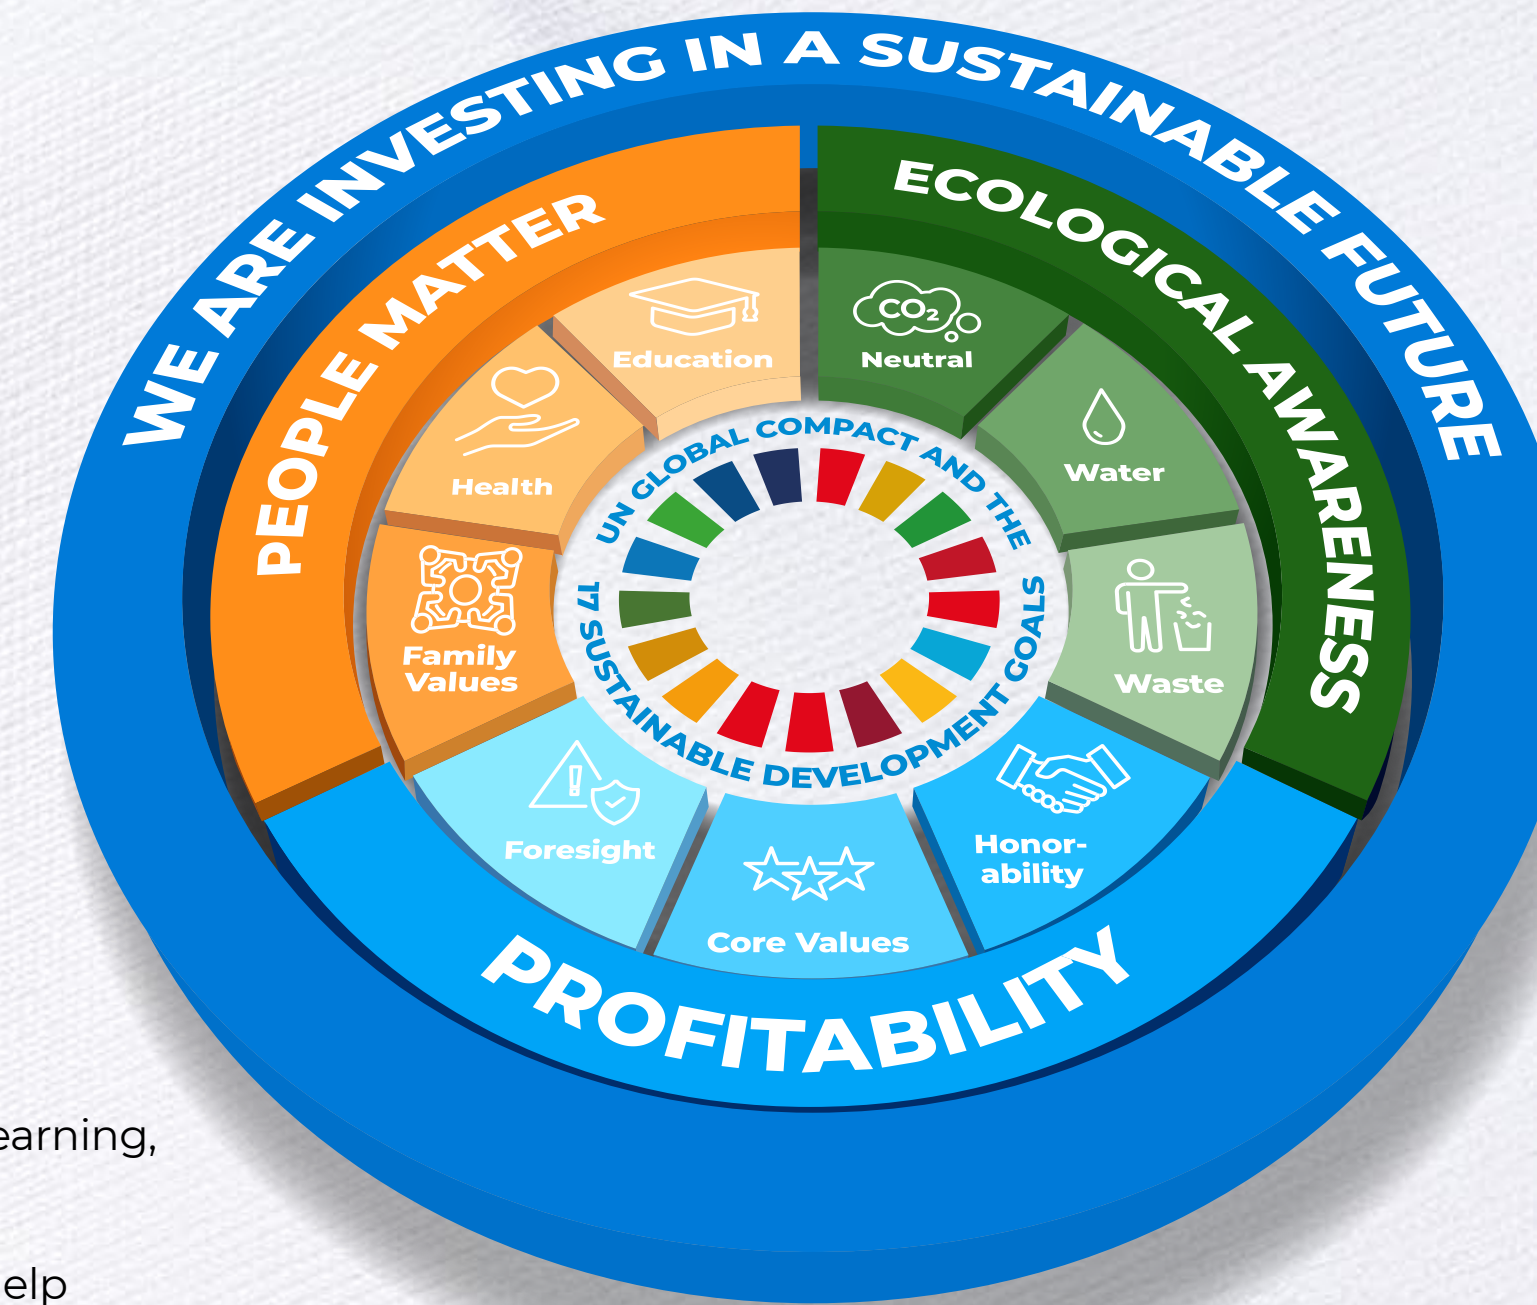 WE ARE INVESTING IN A SUSTAINABLE FUTURE
PEOPLE MATTER
ECOLOGICAL AWARENESS
Education
CO₂
Neutral
Health
Water
Family
Values
Waste
UN GLOBAL COMPACT AND THE
17 SUSTAINABLE DEVELOPMENT GOALS
Foresight
Core Values
Honor-
ability
PROFITABILITY
earning,
elp